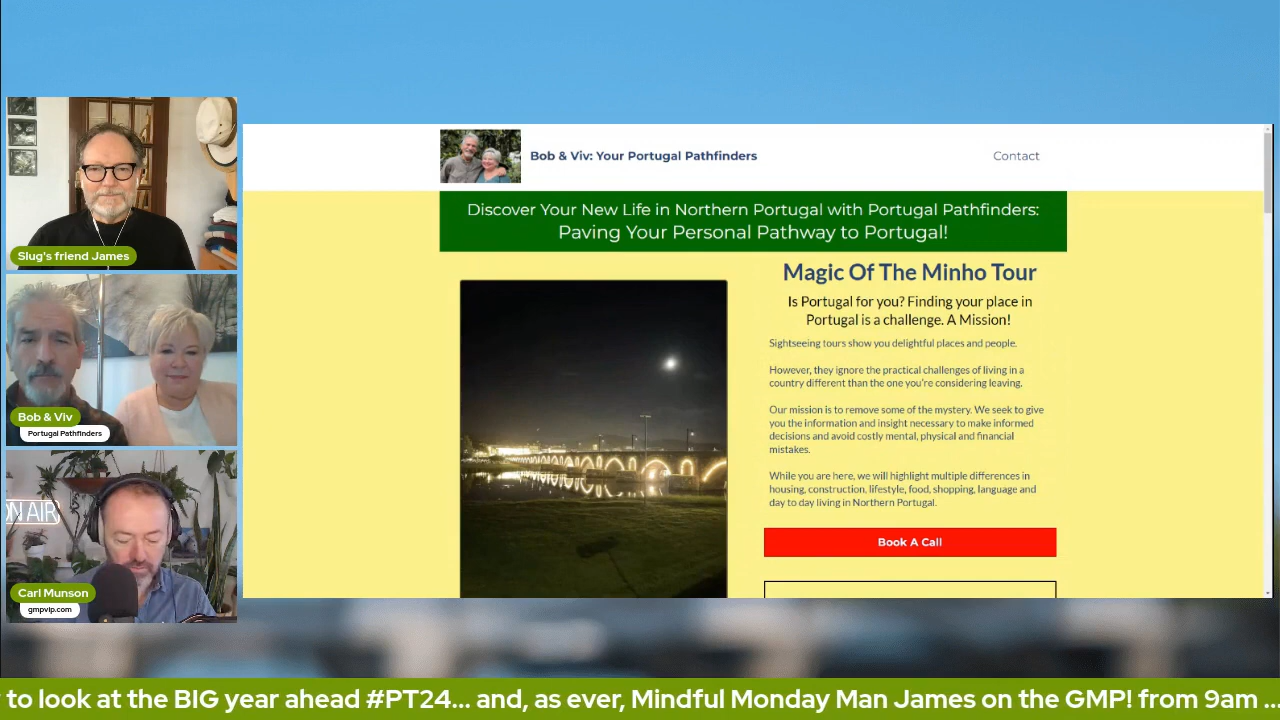 Slug's friend James
Bob & Viv
Portugal Pathfinders
ON AIR
Carl Munson
gmpvip.com
Bob & Viv: Your Portugal Pathfinders
Contact
Discover Your New Life in Northern Portugal with Portugal Pathfinders:
Paving Your Personal Pathway to Portugal!
Magic Of The Minho Tour
Is Portugal for you? Finding your place in
Portugal is a challenge. A Mission!
Sightseeing tours show you delightful places and people.
However, they ignore the practical challenges of living in a
country different than the one you're considering leaving.
Our mission is to remove some of the mystery. We seek to give
you the information and insight necessary to make informed
decisions and avoid costly mental, physical and financial
mistakes.
While you are here, we will highlight multiple differences in
housing, construction, lifestyle, food, shopping, language and
day to day living in Northern Portugal.
Book A Call
to look at the BIG year ahead #PT24... and, as ever, Mindful Monday Man James on the GMP! from 9am ...